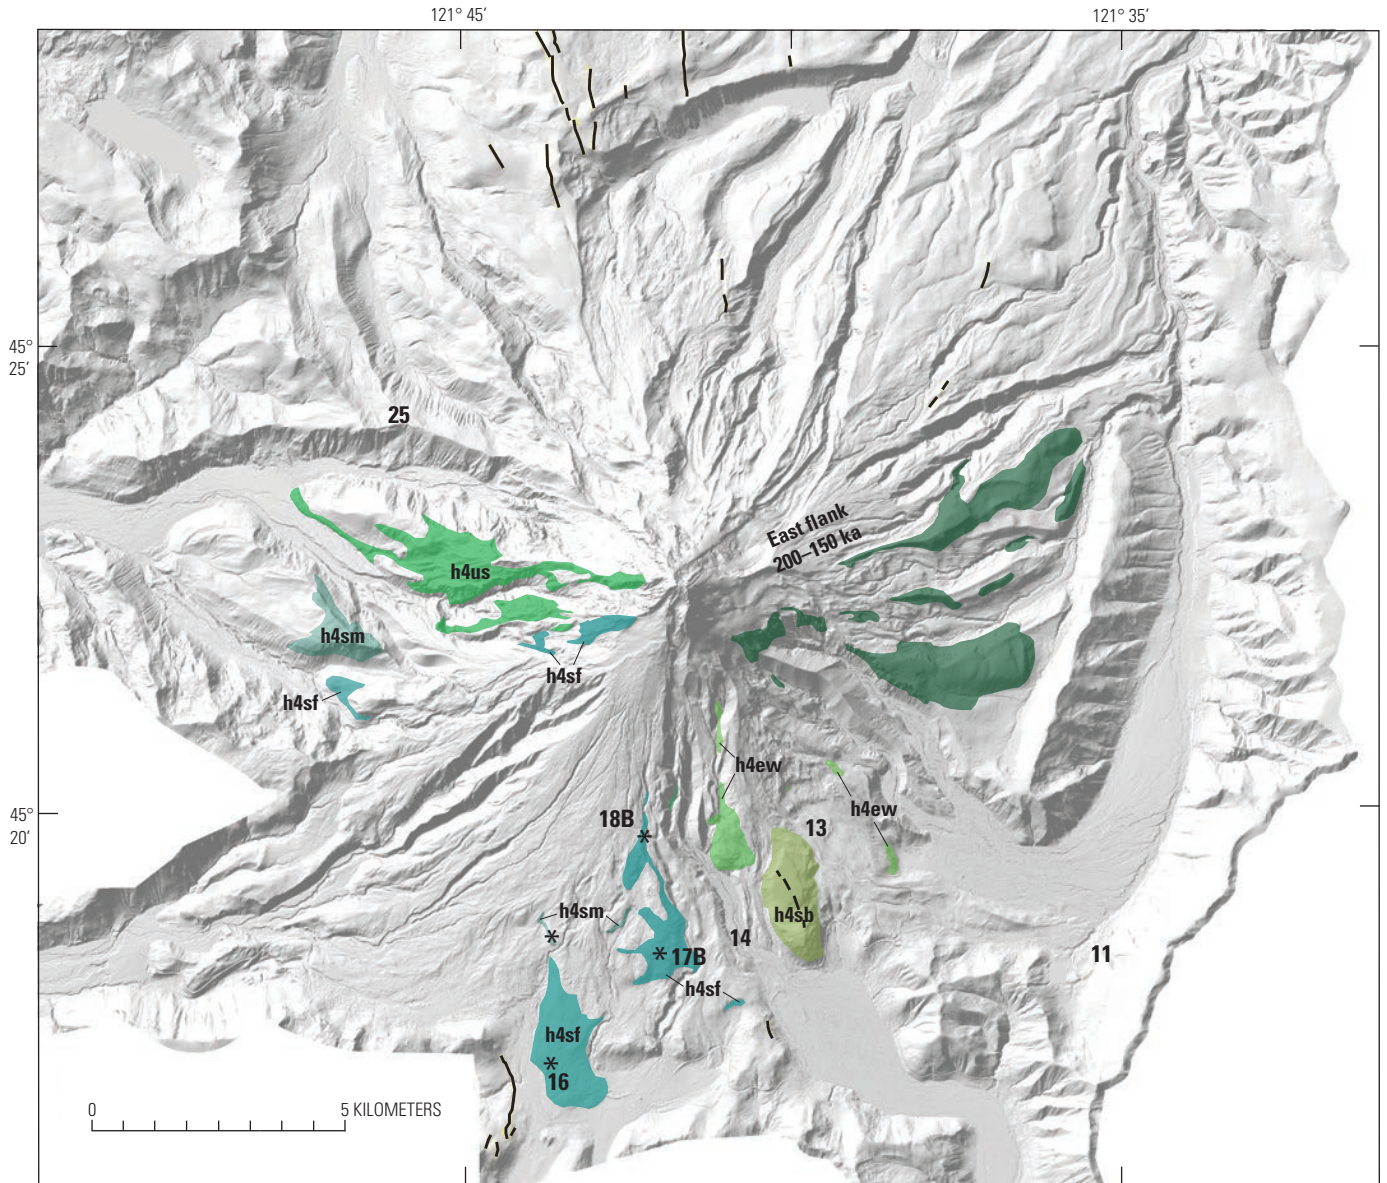 121° 45′
121° 35′
45°
25′
25
East flank
200–150 ka
h4us
h4sm
h4sf
h4sf
h4ew
h4ew
45°
20′
18B
13
h4sm
h4sb
14
17B
11
h4sf
h4sf
16
0
5 KILOMETERS